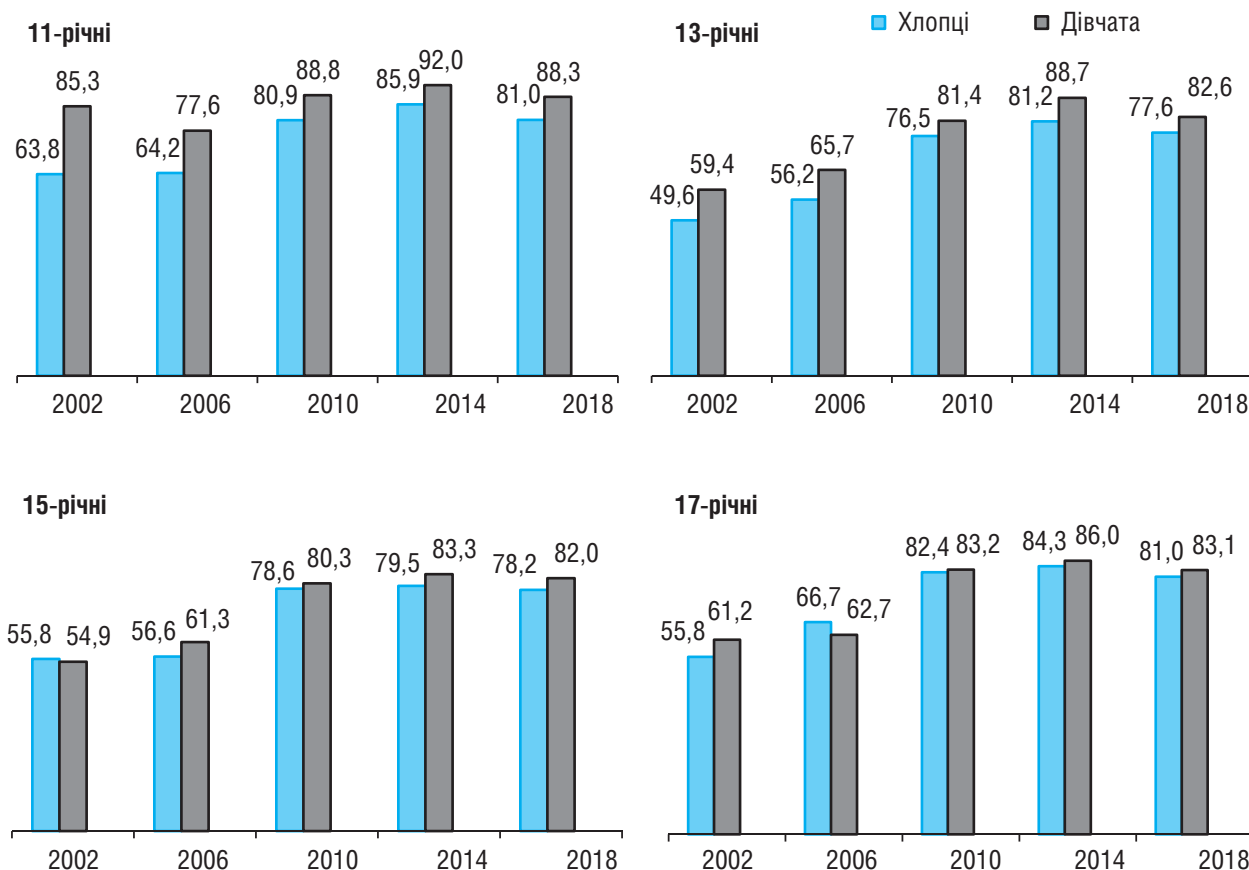 11-річні
63,8 85,3 64,2 77,6 80,9 88,8 85,9 92,0 81,0 88,3
2002 2006 2010 2014 2018
Хлопці Дівчата
13-річні
49,6 59,4 56,2 65,7 76,5 81,4 81,2 88,7 77,6 82,6
2002 2006 2010 2014 2018
15-річні
55,8 54,9 56,6 61,3 78,6 80,3 79,5 83,3 78,2 82,0
2002 2006 2010 2014 2018
17-річні
55,8 61,2 66,7 62,7 82,4 83,2 84,3 86,0 81,0 83,1
2002 2006 2010 2014 2018